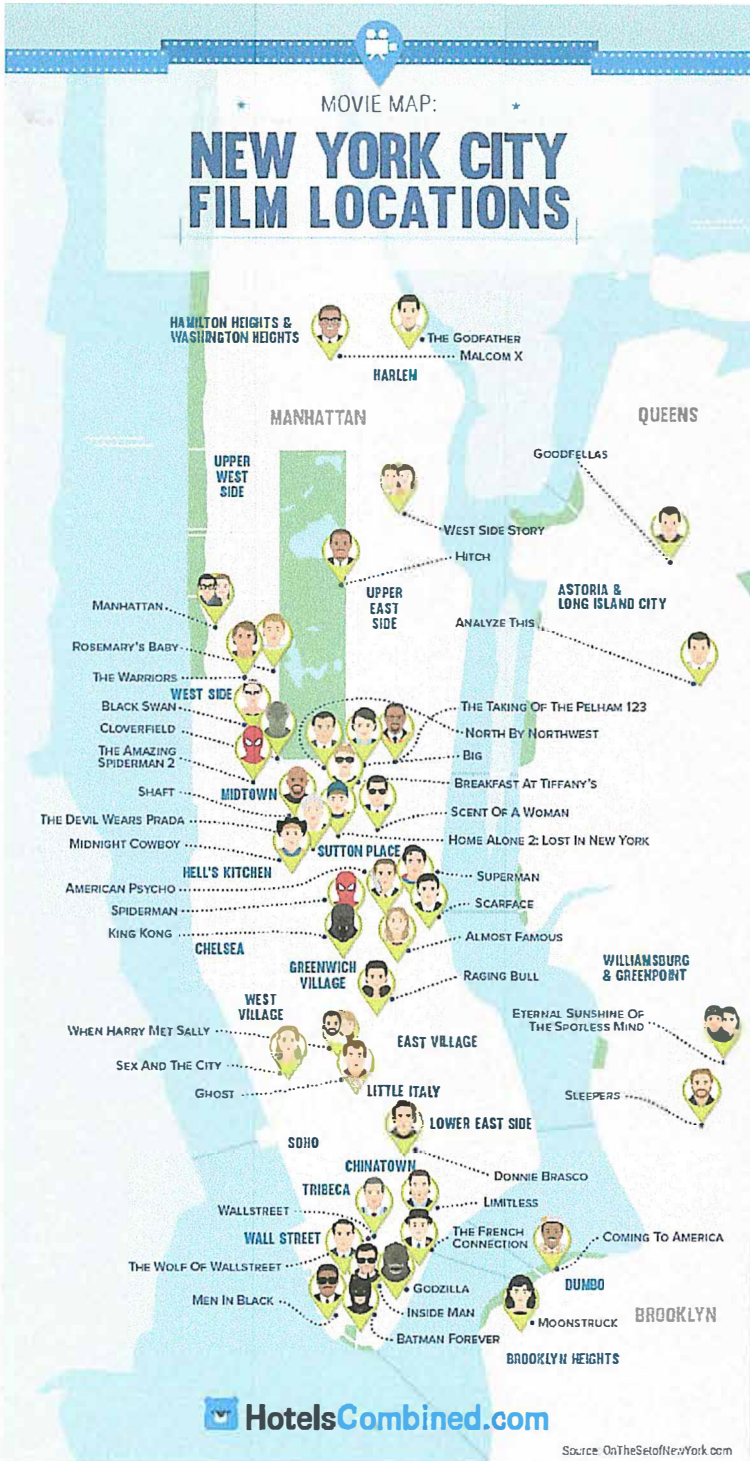 MOVIE MAP:
NEW YORK CITY
FILM LOCATIONS
HAMILTON HEIGHTS &
WASHINGTON HEIGHTS
THE GODFATHER
MALCOM X
HARLEM
MANHATTAN
QUEENS
GOODFELLAS
UPPER
WEST
SIDE
WEST SIDE STORY
HITCH
UPPER
EAST
SIDE
ASTORIA &
LONG ISLAND CITY
ANALYZE THIS
MANHATTAN
ROSEMARY'S BABY
THE WARRIORS
WEST SIDE
BLACK SWAN
CLOVERFIELD
THE AMAZING
SPIDERMAN 2
SHAFT
THE DEVIL WEARS PRADA
MIDNIGHT COWBOY
THE TAKING OF THE PELHAM 123
NORTH BY NORTHWEST
BIG
BREAKFAST AT TIFFANY'S
MIDTOWN
SCENT OF A WOMAN
HOME ALONE 2: LOST IN NEW YORK
SUTTON PLACE
HELL'S KITCHEN
AMERICAN PSYCHO
SPIDERMAN
KING KONG
SUPERMAN
SCARFACE
ALMOST FAMOUS
CHELSEA
GREENWICH
VILLAGE
RAGING BULL
WILLIAMSBURG
& GREENPOINT
WEST
VILLAGE
ETERNAL SUNSHINE OF
THE SPOTLESS MIND
WHEN HARRY MET SALLY
EAST VILLAGE
SEX AND THE CITY
GHOST
LITTLE ITALY
SLEEPERS
LOWER EAST SIDE
SOHO
CHINATOWN
DONNIE BRASCO
TRIBECA
LIMITLESS
WALLSTREET
WALL STREET
THE FRENCH
CONNECTION
COMING TO AMERICA
THE WOLF OF WALLSTREET
GODZILLA
DUMBO
MEN IN BLACK
INSIDE MAN
MOONSTRUCK
BROOKLYN
BATMAN FOREVER
BROOKLYN HEIGHTS
HotelsCombined.com
Source: OnTheSetofNewYork.com